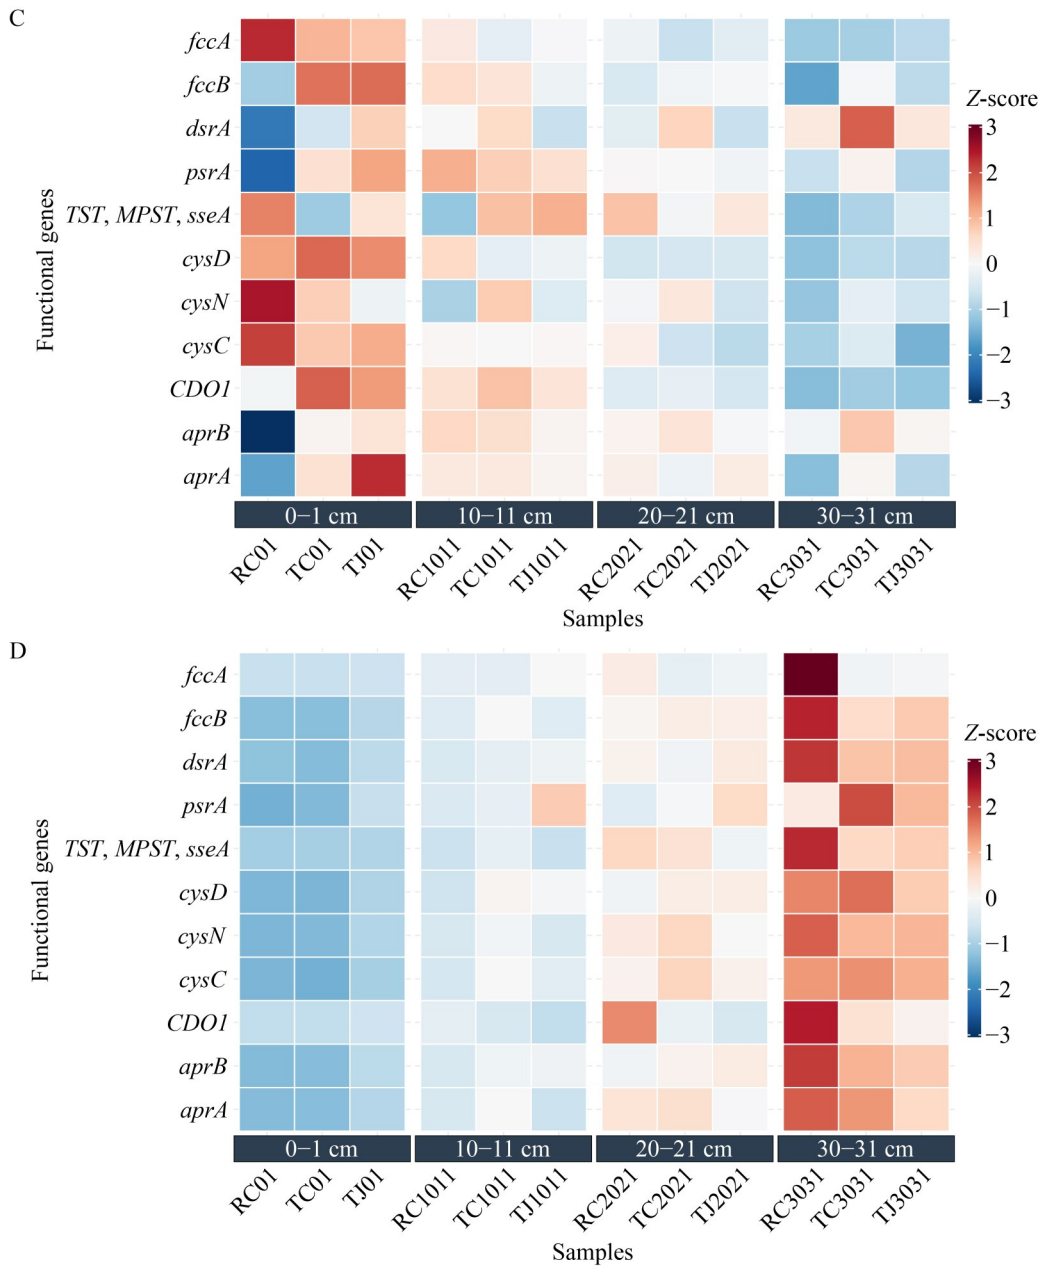 C
fccA
fccB
dsrA
psrA
TST, MPST, sseA
cysD
cysN
cysC
CDO1
aprB
aprA
Functional genes
0−1 cm
10−11 cm
20−21 cm
30−31 cm
RC01
TC01
TJ01
RC1011
TC1011
TJ1011
RC2021
TC2021
TJ2021
RC3031
TC3031
TJ3031
Samples
Z-score
3
2
1
0
−1
−2
−3
D
fccA
fccB
dsrA
psrA
TST, MPST, sseA
cysD
cysN
cysC
CDO1
aprB
aprA
Functional genes
0−1 cm
10−11 cm
20−21 cm
30−31 cm
RC01
TC01
TJ01
RC1011
TC1011
TJ1011
RC2021
TC2021
TJ2021
RC3031
TC3031
TJ3031
Samples
Z-score
3
2
1
0
−1
−2
−3